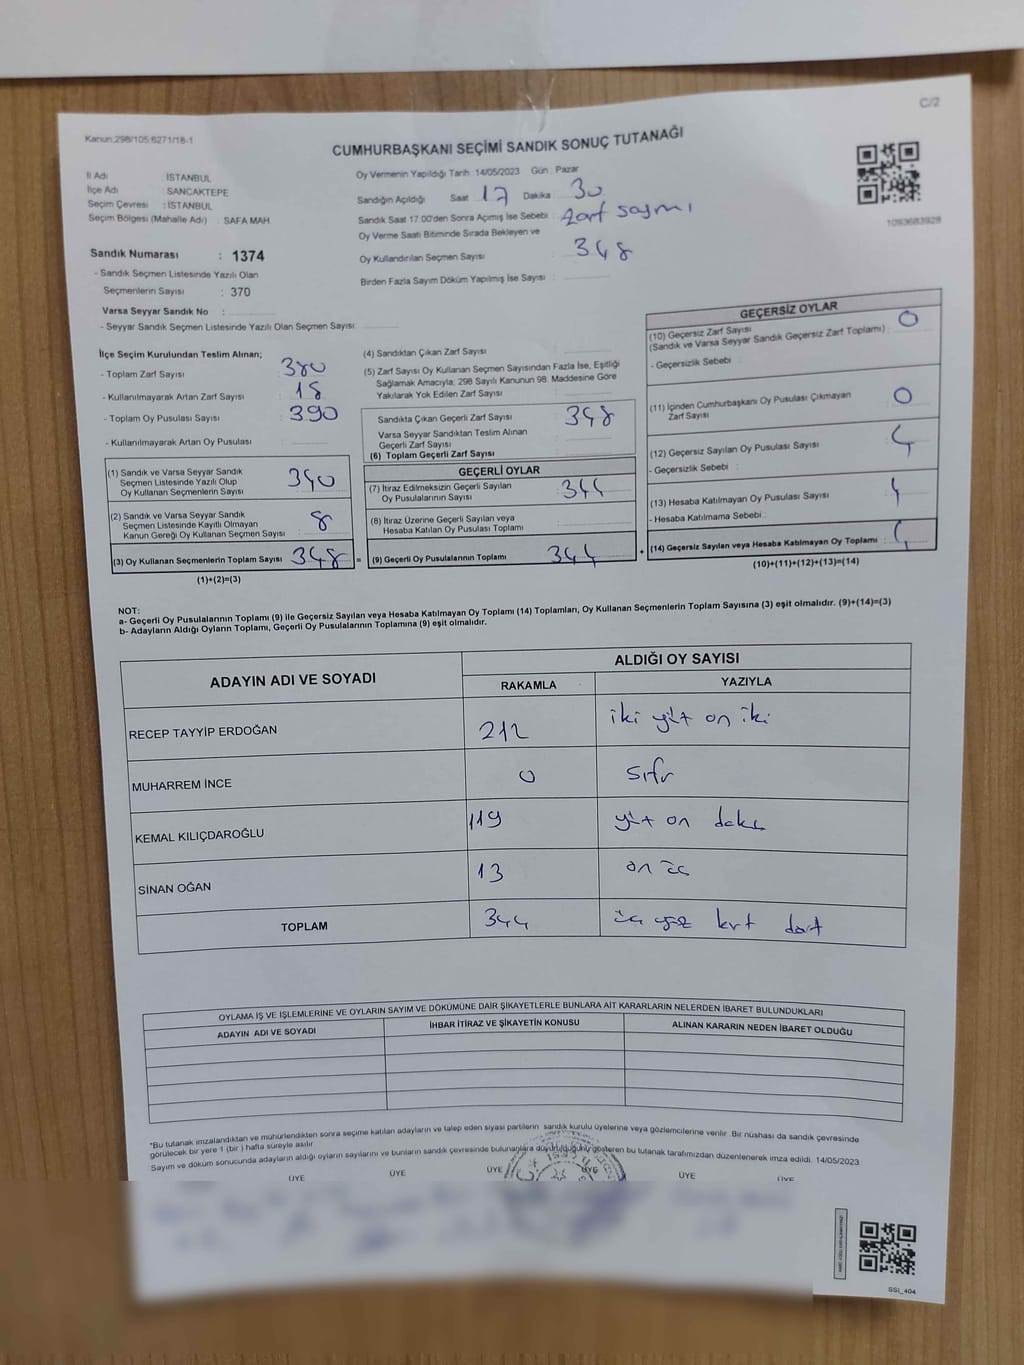 C/2
Kanun;298/105;6271/18-1
CUMHURBAŞKANI SEÇİMİ SANDIK SONUÇ TUTANAĞI
İl Adı : İSTANBUL
İlçe Adı : SANCAKTEPE
Seçim Çevresi : İSTANBUL
Seçim Bölgesi (Mahalle Adı) : SAFA MAH
Oy Vermenin Yapıldığı Tarih : 14/05/2023 Gün : Pazar
Sandığın Açıldığı Saat 17 Dakika : 30
Sandık Saat 17.00'den Sonra Açımış İse Sebebi : zarf sayımı
Oy Verme Saati Bitiminde Sırada Bekleyen ve
Oy Kullandırılan Seçmen Sayısı : 348
Birden Fazla Sayım Döküm Yapılmış İse Sayısı :
1093683928
Sandık Numarası : 1374
- Sandık Seçmen Listesinde Yazılı Olan
Seçmenlerin Sayısı : 370
Varsa Seyyar Sandık No :
- Seyyar Sandık Seçmen Listesinde Yazılı Olan Seçmen Sayısı:
İlçe Seçim Kurulundan Teslim Alınan;
- Toplam Zarf Sayısı : 380
- Kullanılmayarak Artan Zarf Sayısı : 18
- Toplam Oy Pusulası Sayısı : 390
- Kullanılmayarak Artan Oy Pusulası :
(1) Sandık ve Varsa Seyyar Sandık
Seçmen Listesinde Yazılı Olup
Oy Kullanan Seçmenlerin Sayısı 340
(2) Sandık ve Varsa Seyyar Sandık
Seçmen Listesinde Kayıtlı Olmayan
Kanun Gereği Oy Kullanan Seçmen Sayısı : 8
(3) Oy Kullanan Seçmenlerin Toplam Sayısı 348 =
(1)+(2)=(3)
(4) Sandıktan Çıkan Zarf Sayısı :
(5) Zarf Sayısı Oy Kullanan Seçmen Sayısından Fazla İse, Eşitliği
Sağlamak Amacıyla; 298 Sayılı Kanunun 98. Maddesine Göre
Yakılarak Yok Edilen Zarf Sayısı :
Sandıkta Çıkan Geçerli Zarf Sayısı : 348
Varsa Seyyar Sandıktan Teslim Alınan
Geçerli Zarf Sayısı :
(6) Toplam Geçerli Zarf Sayısı
GEÇERLİ OYLAR
(7) İtiraz Edilmeksizin Geçerli Sayılan
Oy Pusulalarının Sayısı : 344
(8) İtiraz Üzerine Geçerli Sayılan veya
Hesaba Katılan Oy Pusulası Toplamı :
(9) Geçerli Oy Pusulalarının Toplamı 344 +
GEÇERSİZ OYLAR
(10) Geçersiz Zarf Sayısı
(Sandık ve Varsa Seyyar Sandık Geçersiz Zarf Toplamı) : 0
- Geçersizlik Sebebi :
(11) İçinden Cumhurbaşkanı Oy Pusulası Çıkmayan
Zarf Sayısı : 0
(12) Geçersiz Sayılan Oy Pusulası Sayısı : 4
- Geçersizlik Sebebi :
(13) Hesaba Katılmayan Oy Pusulası Sayısı :
- Hesaba Katılmama Sebebi :
(14) Geçersiz Sayılan veya Hesaba Katılmayan Oy Toplamı :
(10)+(11)+(12)+(13)=(14)
NOT:
a- Geçerli Oy Pusulalarının Toplamı (9) ile Geçersiz Sayılan veya Hesaba Katılmayan Oy Toplamı (14) Toplamları, Oy Kullanan Seçmenlerin Toplam Sayısına (3) eşit olmalıdır. (9)+(14)=(3)
b- Adayların Aldığı Oyların Toplamı, Geçerli Oy Pusulalarının Toplamına (9) eşit olmalıdır.
ADAYIN ADI VE SOYADI
ALDIĞI OY SAYISI
RAKAMLA YAZIYLA
RECEP TAYYİP ERDOĞAN 212 iki yüz on iki
MUHARREM İNCE 0 sıfır
KEMAL KILIÇDAROĞLU 119 yüz on dokuz
SİNAN OĞAN 13 on üç
TOPLAM 344 üç yüz kırk dört
OYLAMA İŞ VE İŞLEMLERİNE VE OYLARIN SAYIM VE DÖKÜMÜNE DAİR ŞİKAYETLERLE BUNLARA AİT KARARLARIN NELERDEN İBARET BULUNDUKLARI
ADAYIN ADI VE SOYADI İHBAR İTİRAZ VE ŞİKAYETİN KONUSU ALINAN KARARIN NEDEN İBARET OLDUĞU
*Bu tutanak imzalandıktan ve mühürlendikten sonra seçime katılan adayların ve talep eden siyasi partilerin sandık kurulu üyelerine veya gözlemcilerine verilir. Bir nüshası da sandık çevresinde
görülecek bir yere 1 (bir ) hafta süreyle asılır.
Sayım ve döküm sonucunda adayların aldığı oyların sayılarını ve bunların sandık çevresinde bulunanlara duyurulduğunu gösteren bu tutanak tarafımızdan düzenlenerek imza edildi. 14/05/2023
ÜYE ÜYE ÜYE ÜYE ÜYE ÜYE
SSI_404